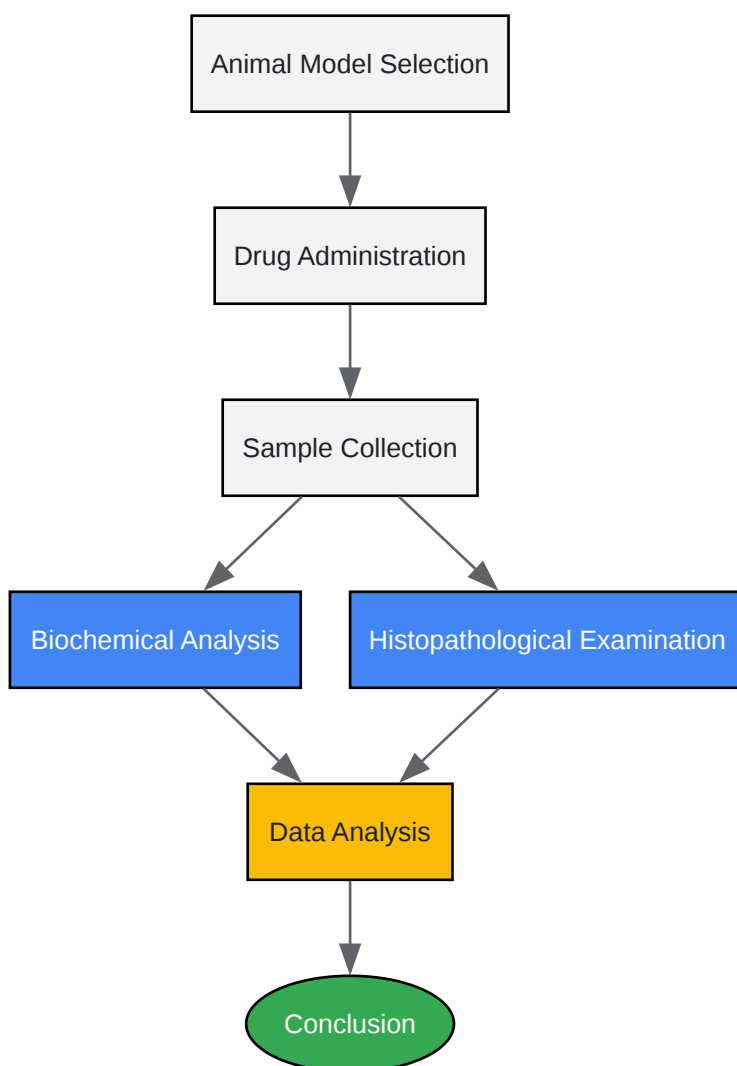 Animal Model Selection
Drug Administration
Sample Collection
Biochemical Analysis
Histopathological Examination
Data Analysis
Conclusion